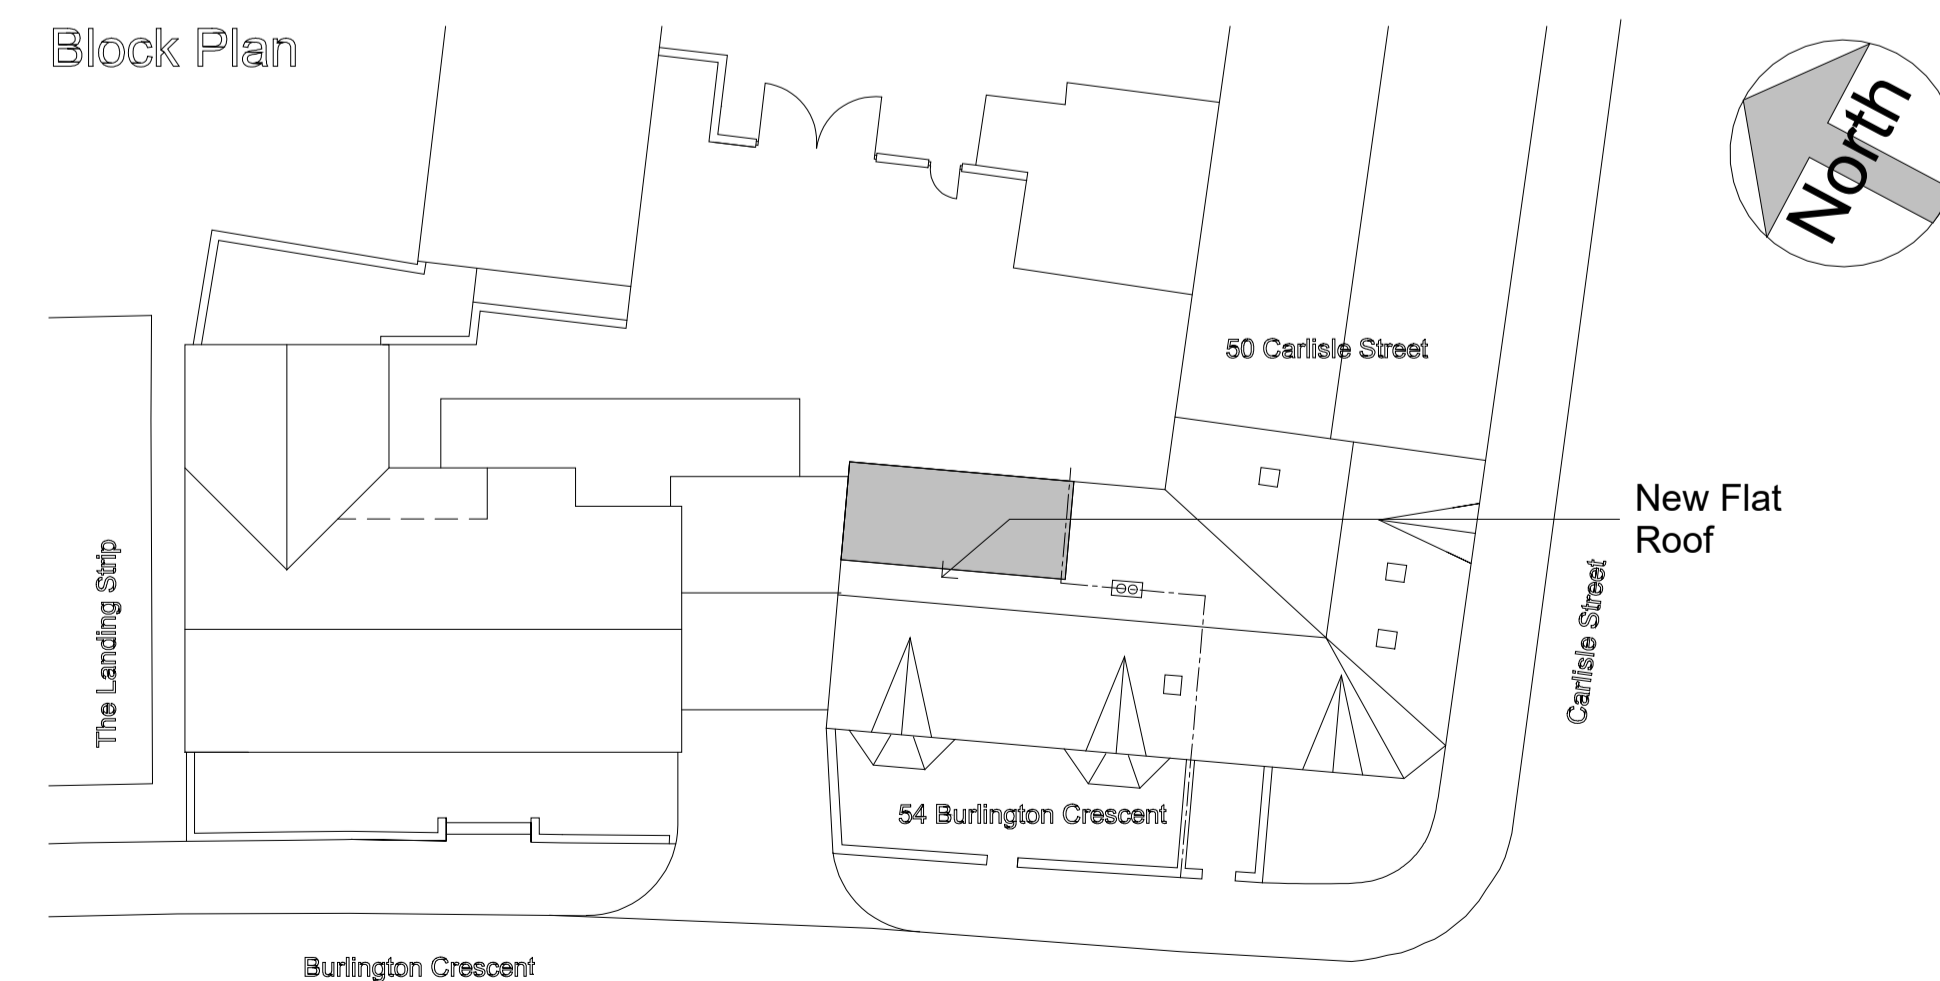 Block Plan
North
50 Carlisle Street
New Flat
Roof
The Landing Strip
Carlisle Street
54 Burlington Crescent
Burlington Crescent